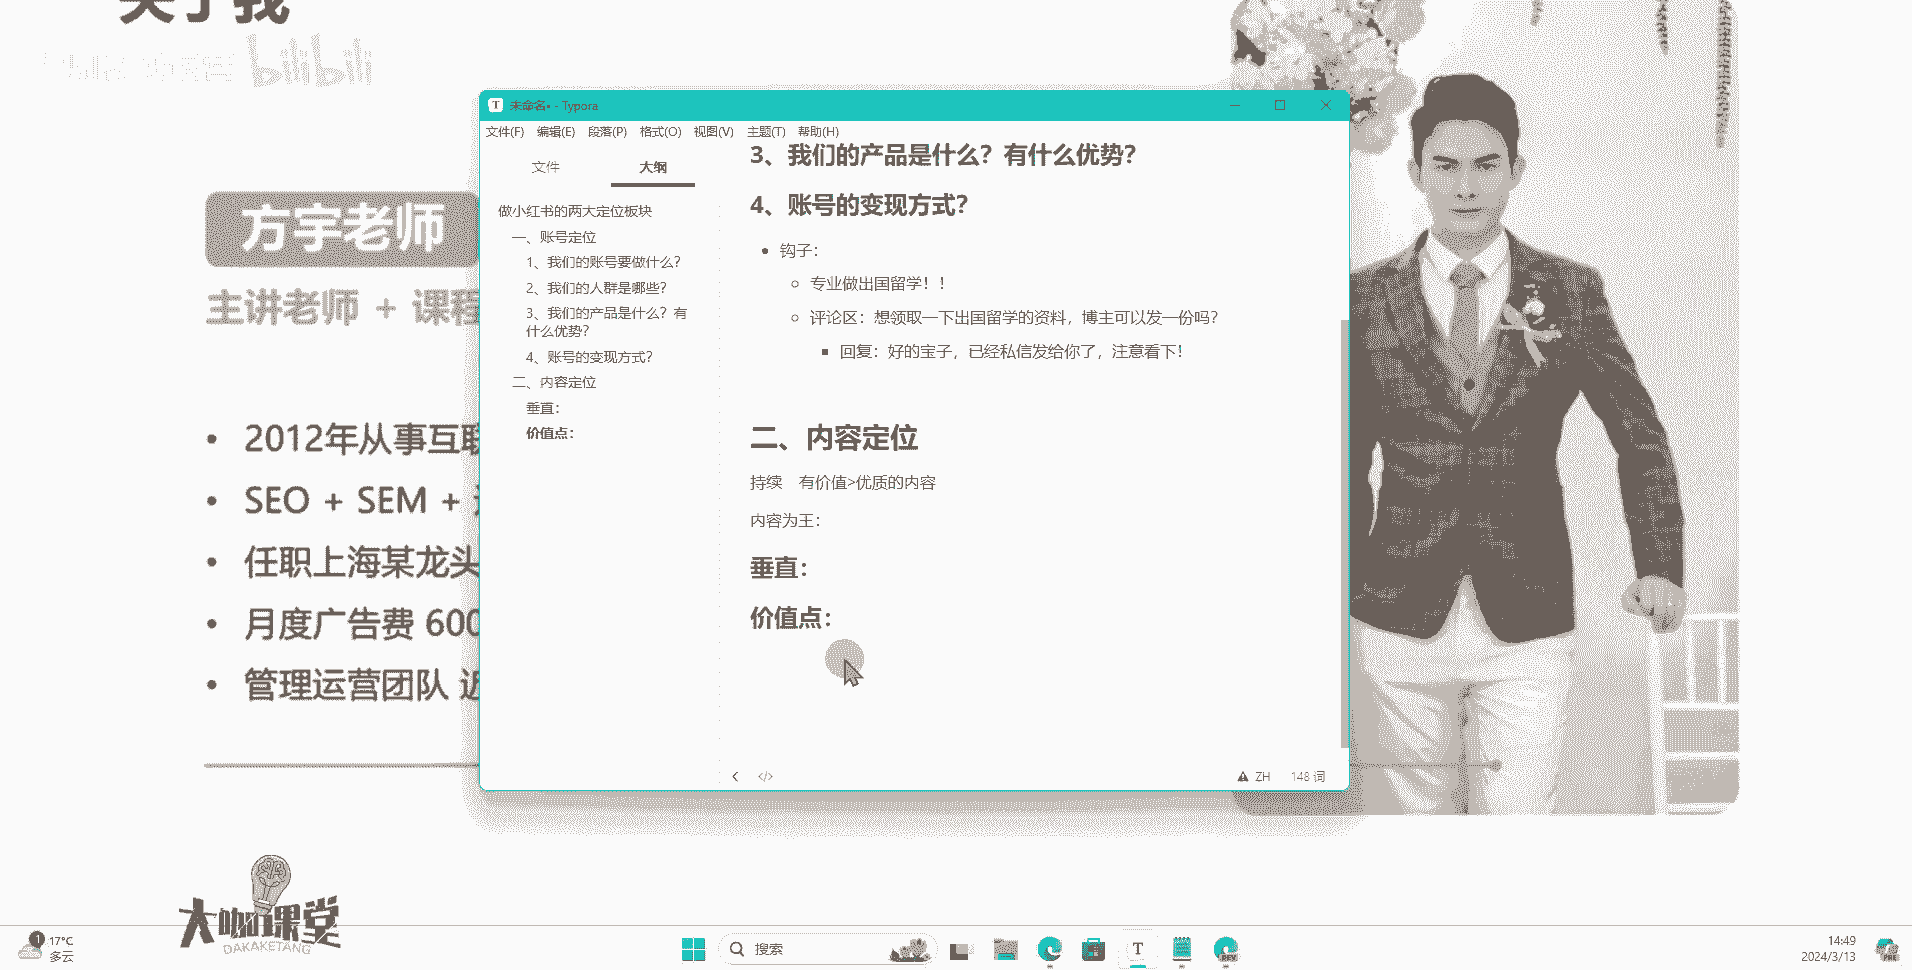 关于我
bilibili
方宇老师
主讲老师 + 课程
• 2012年从事互联
• SEO + SEM +
• 任职上海某龙头
• 月度广告费 600
• 管理运营团队 近
大咖课堂
DAKAKETANG
未命名• - Typora
文件(F) 编辑(E) 段落(P) 格式(O) 视图(V) 主题(T) 帮助(H)
文件 大纲
做小红书的两大定位板块
一、账号定位
1、我们的账号要做什么?
2、我们的人群是哪些?
3、我们的产品是什么? 有
什么优势?
4、账号的变现方式?
二、内容定位
垂直:
价值点:
3、我们的产品是什么? 有什么优势?
4、账号的变现方式?
• 钩子:
○ 专业做出国留学! !
○ 评论区: 想领取一下出国留学的资料, 博主可以发一份吗?
▪ 回复: 好的宝子, 已经私信发给你了, 注意看下!
二、内容定位
持续 有价值>优质的内容
内容为王:
垂直:
价值点:
ZH 148 词
1
17°C
多云
搜索
T
14:49
2024/3/13